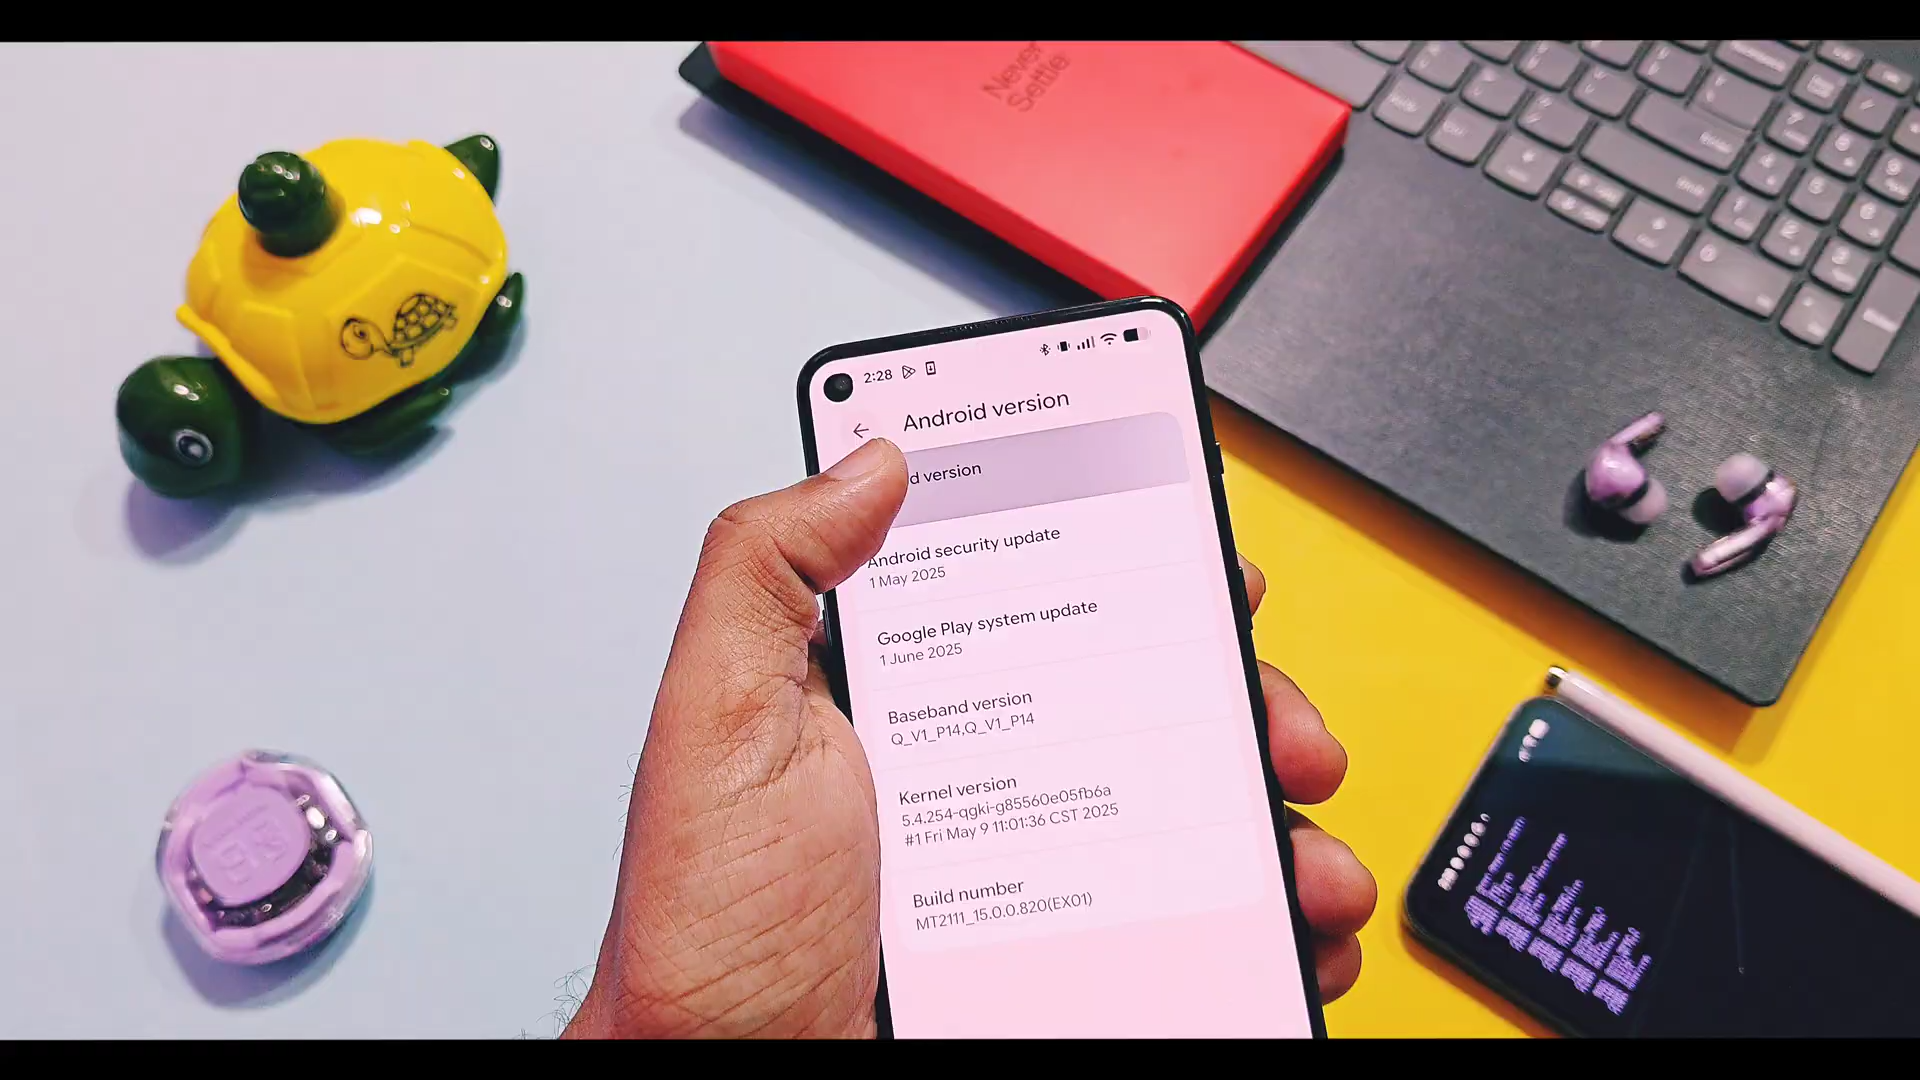 Never
Settle
2:28
Android version
d version
Android security update
1 May 2025
Google Play system update
1 June 2025
Baseband version
Q_V1_P14,Q_V1_P14
Kernel version
5.4.254-qgki-g85560e05fb6a
#1 Fri May 9 11:01:36 CST 2025
Build number
MT2111_15.0.0.820(EX01)